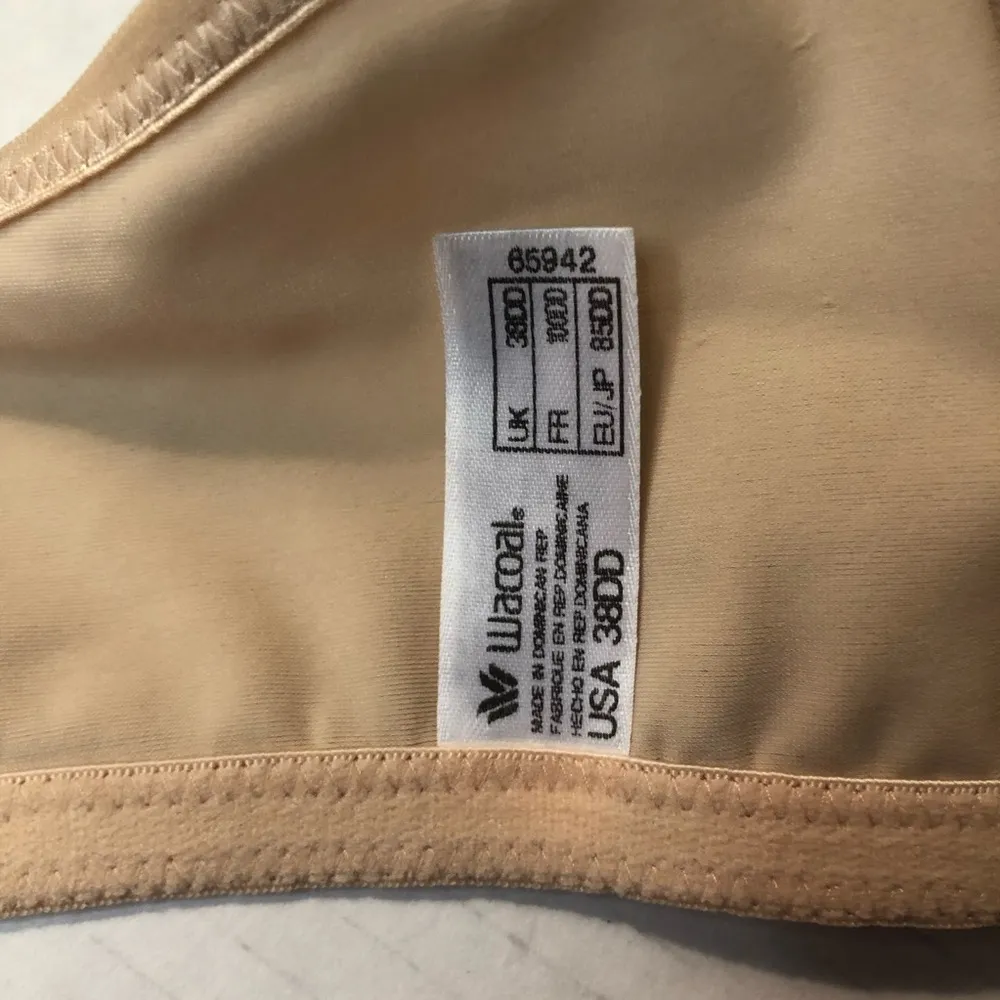 65942
UK 38DD
FR 100DD
EU/JP 85DD
Wacoal®
MADE IN DOMINICAN REP
FABRIQUE EN REP.DOMINICAINE
HECHO EN REP.DOMINICANA
USA 38DD